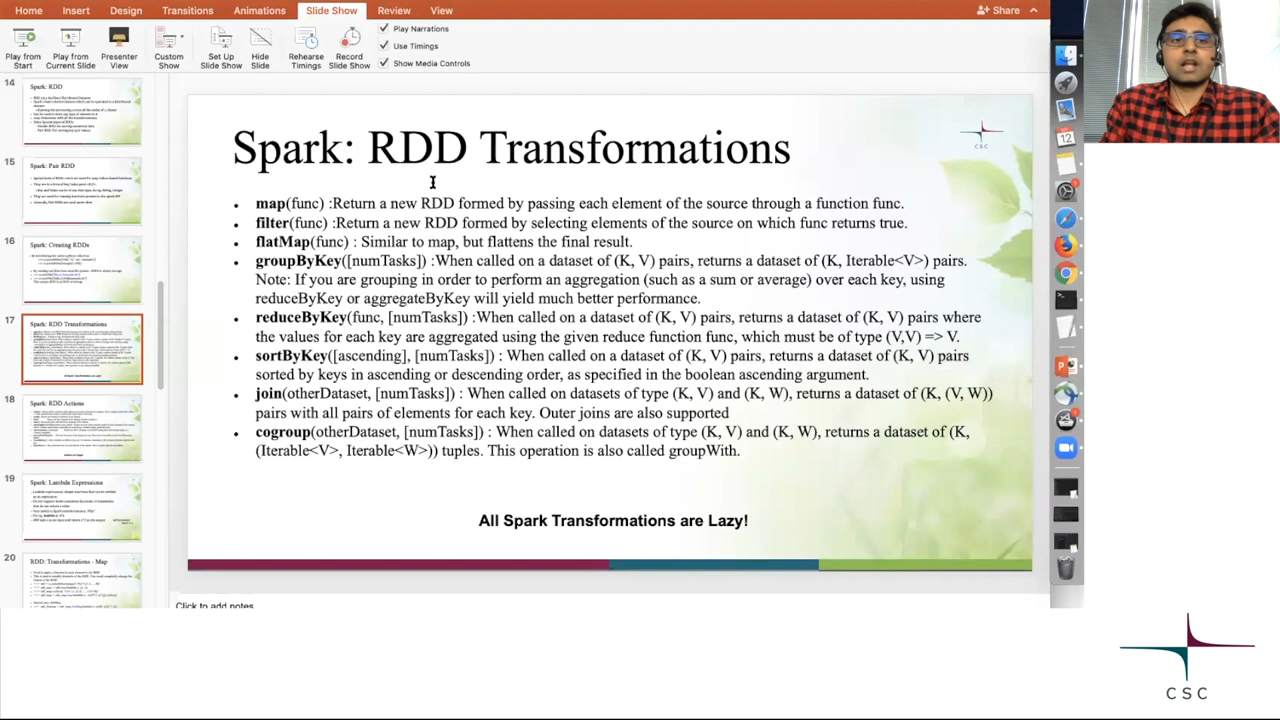 Home Insert Design Transitions Animations Slide Show Review View Share
Play from Start
Play from Current Slide
Presenter View
Custom Show
Set Up Slide Show
Hide Slide
Rehearse Timings
Record Slide Show
Play Narrations
Use Timings
Show Media Controls
14
Spark: RDD
15
Spark: Pair RDD
16
Spark: Creating RDDs
17
Spark: RDD Transformations
18
Spark: RDD Actions
19
Spark: Lambda Expressions
20
RDD: Transformations - Map
Spark: RDD Transformations
CSC
• map(func) :Return a new RDD formed by passing each element of the source through a function func.
• filter(func) :Return a new RDD formed by selecting elements of the source on which func returns true.
• flatMap(func) : Similar to map, but flattens the final result.
• groupByKey([numTasks]) :When called on a dataset of (K, V) pairs, returns a dataset of (K, Iterable<V>) pairs.
Note: If you are grouping in order to perform an aggregation (such as a sum or average) over each key, using
reduceByKey or aggregateByKey will yield much better performance.
• reduceByKey(func, [numTasks]) :When called on a dataset of (K, V) pairs, returns a dataset of (K, V) pairs where
the values for each key are aggregated using the given reduce function func, which must be of type (V,V) => V.
• sortByKey([ascending], [numTasks]) :When called on a dataset of (K, V) pairs returns a dataset of (K, V) pairs
sorted by keys in ascending or descending order, as specified in the boolean ascending argument.
• join(otherDataset, [numTasks]) : When called on datasets of type (K, V) and (K, W), returns a dataset of (K, (V, W))
pairs with all pairs of elements for each key. Outer joins are also supported
• cogroup(otherDataset, [numTasks]) :When called on datasets of type (K, V) and (K, W), returns a dataset of (K,
(Iterable<V>, Iterable<W>)) tuples. This operation is also called groupWith.
All Spark Transformations are Lazy!
Click to add notes
12
CSC